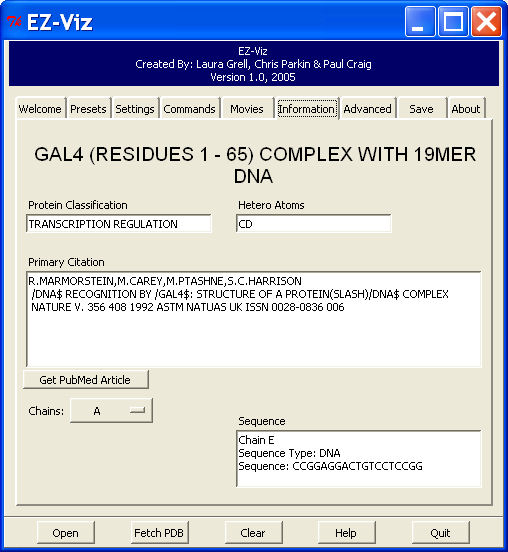 EZ-Viz
EZ-Viz
Created By: Laura Grell, Chris Parkin & Paul Craig
Version 1.0, 2005
Welcome Presets Settings Commands Movies Information Advanced Save About
GAL4 (RESIDUES 1 - 65) COMPLEX WITH 19MER
DNA
Protein Classification Hetero Atoms
TRANSCRIPTION REGULATION CD
Primary Citation
R.MARMORSTEIN,M.CAREY,M.PTASHNE,S.C.HARRISON
/DNA$ RECOGNITION BY /GAL4$: STRUCTURE OF A PROTEIN(SLASH)/DNA$ COMPLEX
NATURE V. 356 408 1992 ASTM NATUAS UK ISSN 0028-0836 006
Get PubMed Article
Chains: A
Sequence
Chain E
Sequence Type: DNA
Sequence: CCGGAGGACTGTCCTCCGG
Open Fetch PDB Clear Help Quit